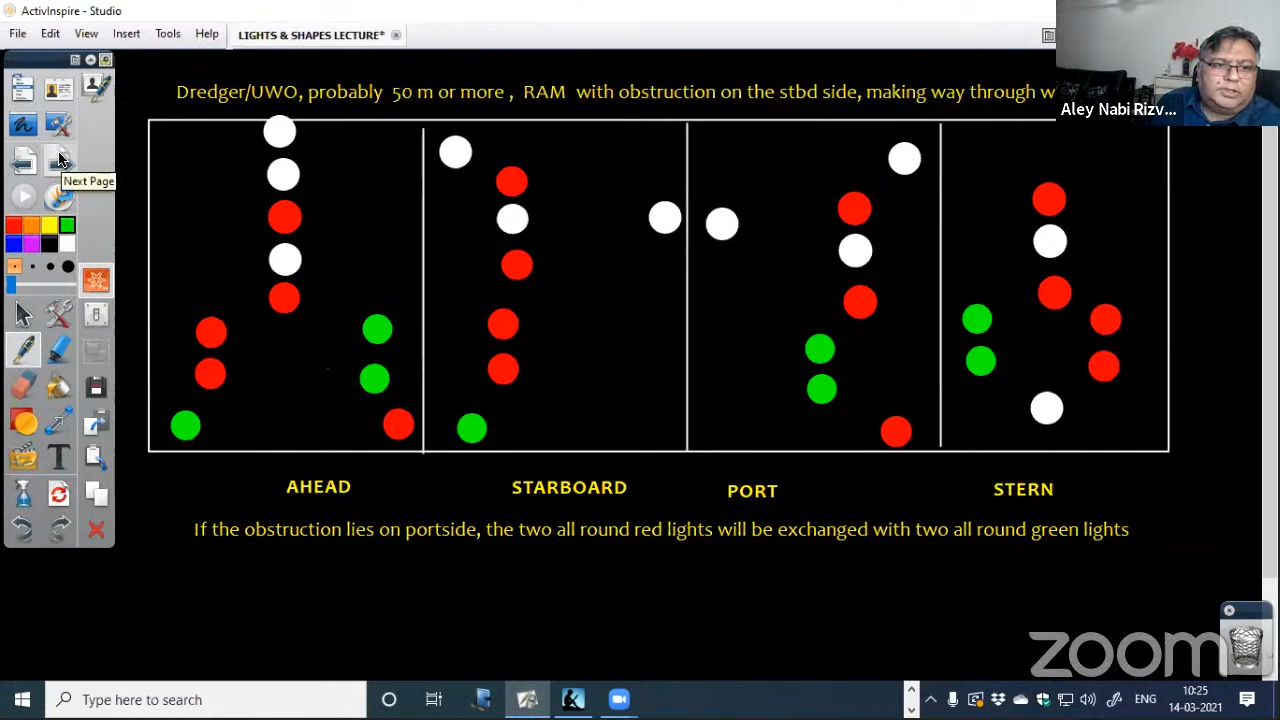 ActivInspire - Studio
File Edit View Insert Tools Help LIGHTS & SHAPES LECTURE*
Dredger/UWO, probably 50 m or more , RAM with obstruction on the stbd side, making way through
Aley Nabi Rizv...
Next Page
AHEAD STARBOARD PORT STERN
If the obstruction lies on portside, the two all round red lights will be exchanged with two all round green lights
T
zoom
Type here to search
ENG
10:25
14-03-2021